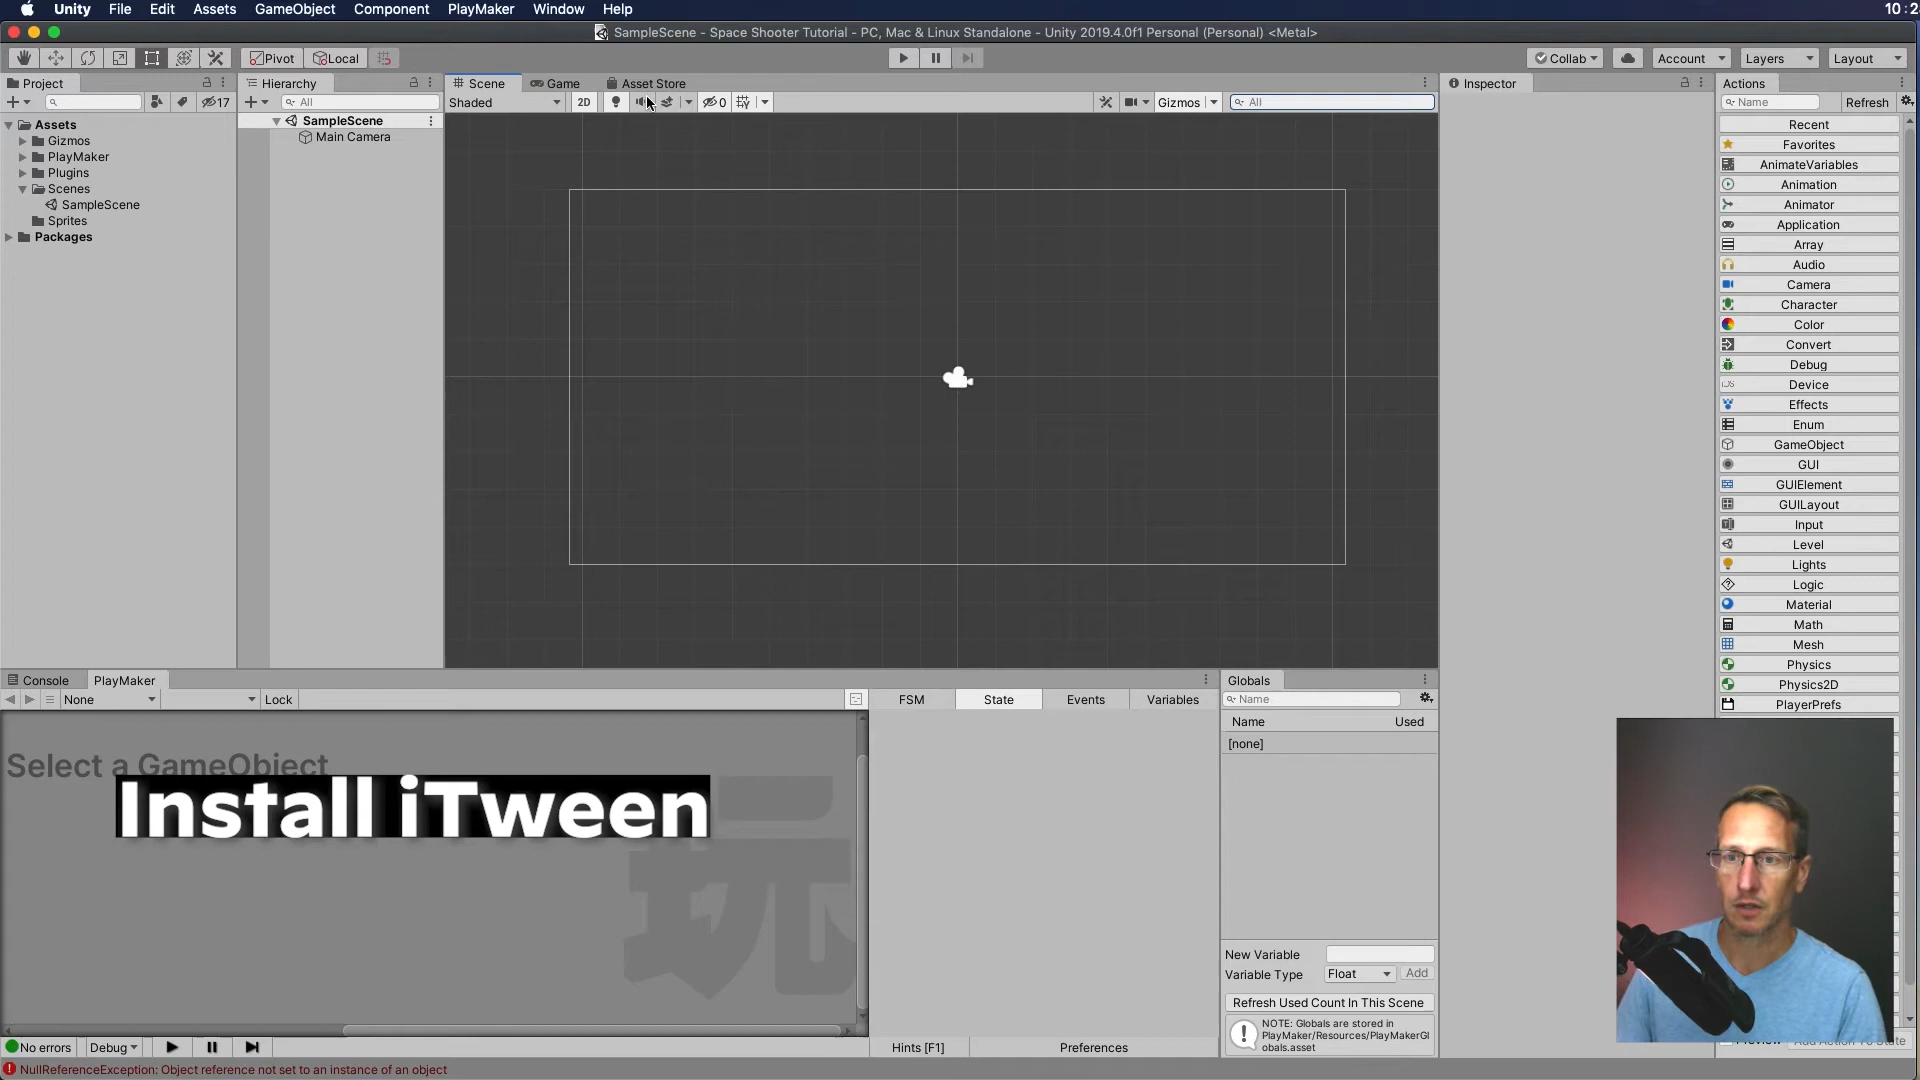 Unity File Edit Assets GameObject Component PlayMaker Window Help
SampleScene - Space Shooter Tutorial - PC, Mac & Linux Standalone - Unity 2019.4.0f1 Personal (Personal) <Metal>
Pivot Local Collab Account Layers Layout
Project Hierarchy Scene Game Asset Store Inspector Actions
17 All Shaded 2D 0 Gizmos All Name Refresh
Assets
Gizmos
PlayMaker
Plugins
Scenes
SampleScene
Sprites
Packages
SampleScene
Main Camera
Recent
Favorites
AnimateVariables
Animation
Animator
Application
Array
Audio
Camera
Character
Color
Convert
Debug
Device
Effects
Enum
GameObject
GUI
GUIElement
GUILayout
Input
Level
Lights
Logic
Material
Math
Mesh
Physics
Physics2D
PlayerPrefs
Console PlayMaker
None Lock
FSM State Events Variables
Select a GameObject
Install iTween
玩
Globals
Name
Name Used
[none]
New Variable
Variable Type Float Add
Refresh Used Count In This Scene
NOTE: Globals are stored in
PlayMaker/Resources/PlayMakerGl
obals.asset
No errors Debug Hints [F1] Preferences
NullReferenceException: Object reference not set to an instance of an object